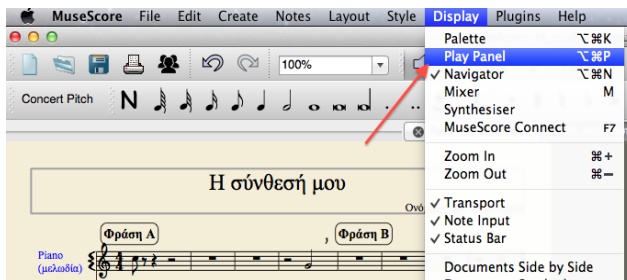 MuseScore File Edit Create Notes Layout Style Display Plugins Help
Palette ⌥⌘K
Play Panel ⌥⌘P
100%
✓ Navigator ⌥⌘N
Mixer M
Concert Pitch N
Synthesiser
MuseScore Connect F7
Zoom In ⌘+
Zoom Out ⌘−
Η σύνθεσή μου
✓ Transport
Ονό
✓ Note Input
✓ Status Bar
Φράση Α
Φράση Β
Piano
(μελωδία)
Documents Side by Side